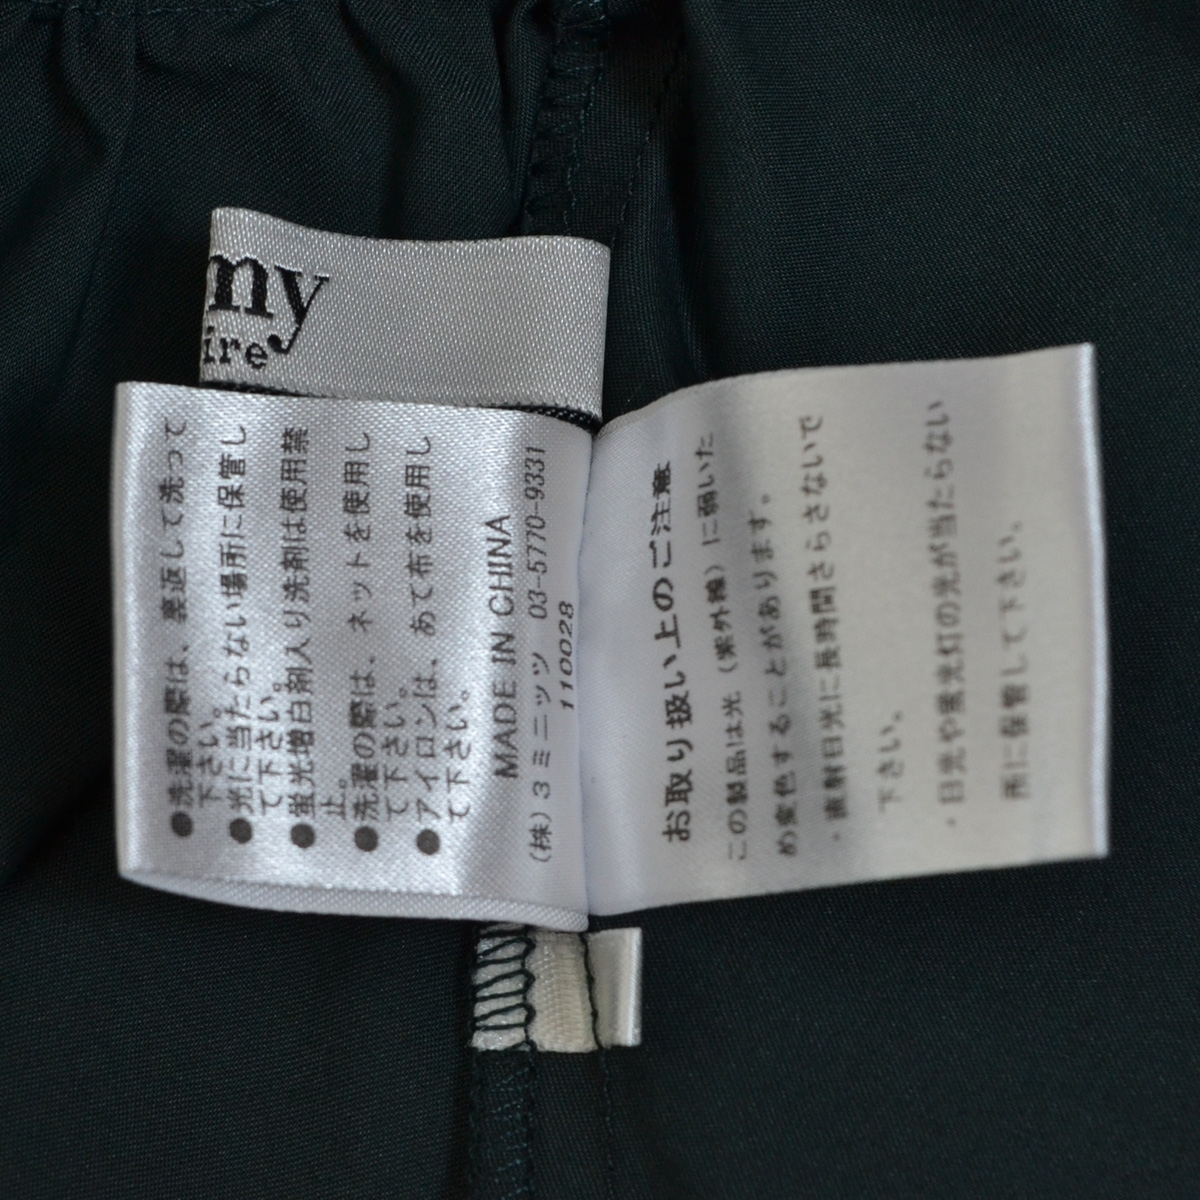 my
ire
●洗濯の際は、裏返して洗って
下さい。
●光に当たらない場所に保管し
て下さい。
●蛍光増白剤入り洗剤は使用禁
止。
●洗濯の際は、ネットを使用し
て下さい。
●アイロンは、あて布を使用し
て下さい。
MADE IN CHINA
(株)3ミニッツ 03-5770-9331
110028
お取り扱い上のご注意
この製品は光(紫外線)に弱いた
め変色することがあります。
・直射日光に長時間さらさないで
下さい。
・日光や蛍光灯の光が当たらない
所に保管して下さい。